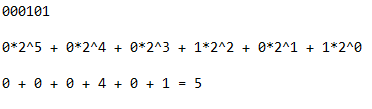 000101
0*2^5 + 0*2^4 + 0*2^3 + 1*2^2 + 0*2^1 + 1*2^0
0 + 0 + 0 + 4 + 0 + 1 = 5